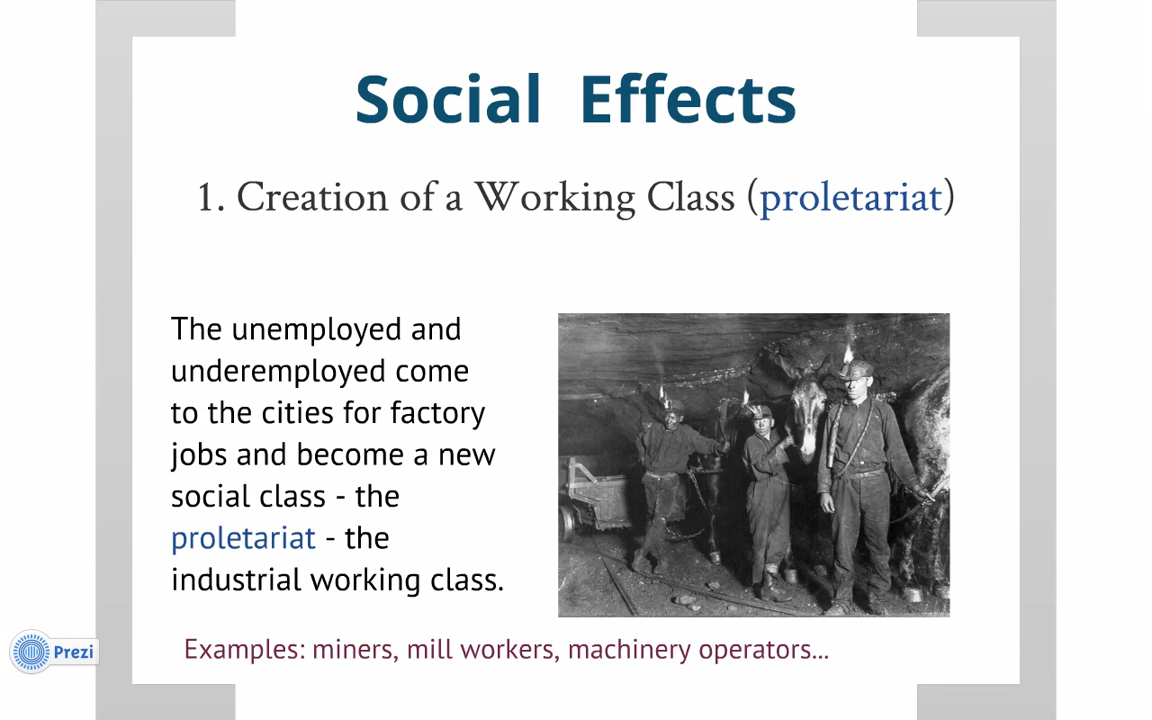 Social Effects
1. Creation of a Working Class (proletariat)
The unemployed and
underemployed come
to the cities for factory
jobs and become a new
social class - the
proletariat - the
industrial working class.
Examples: miners, mill workers, machinery operators...
Prezi